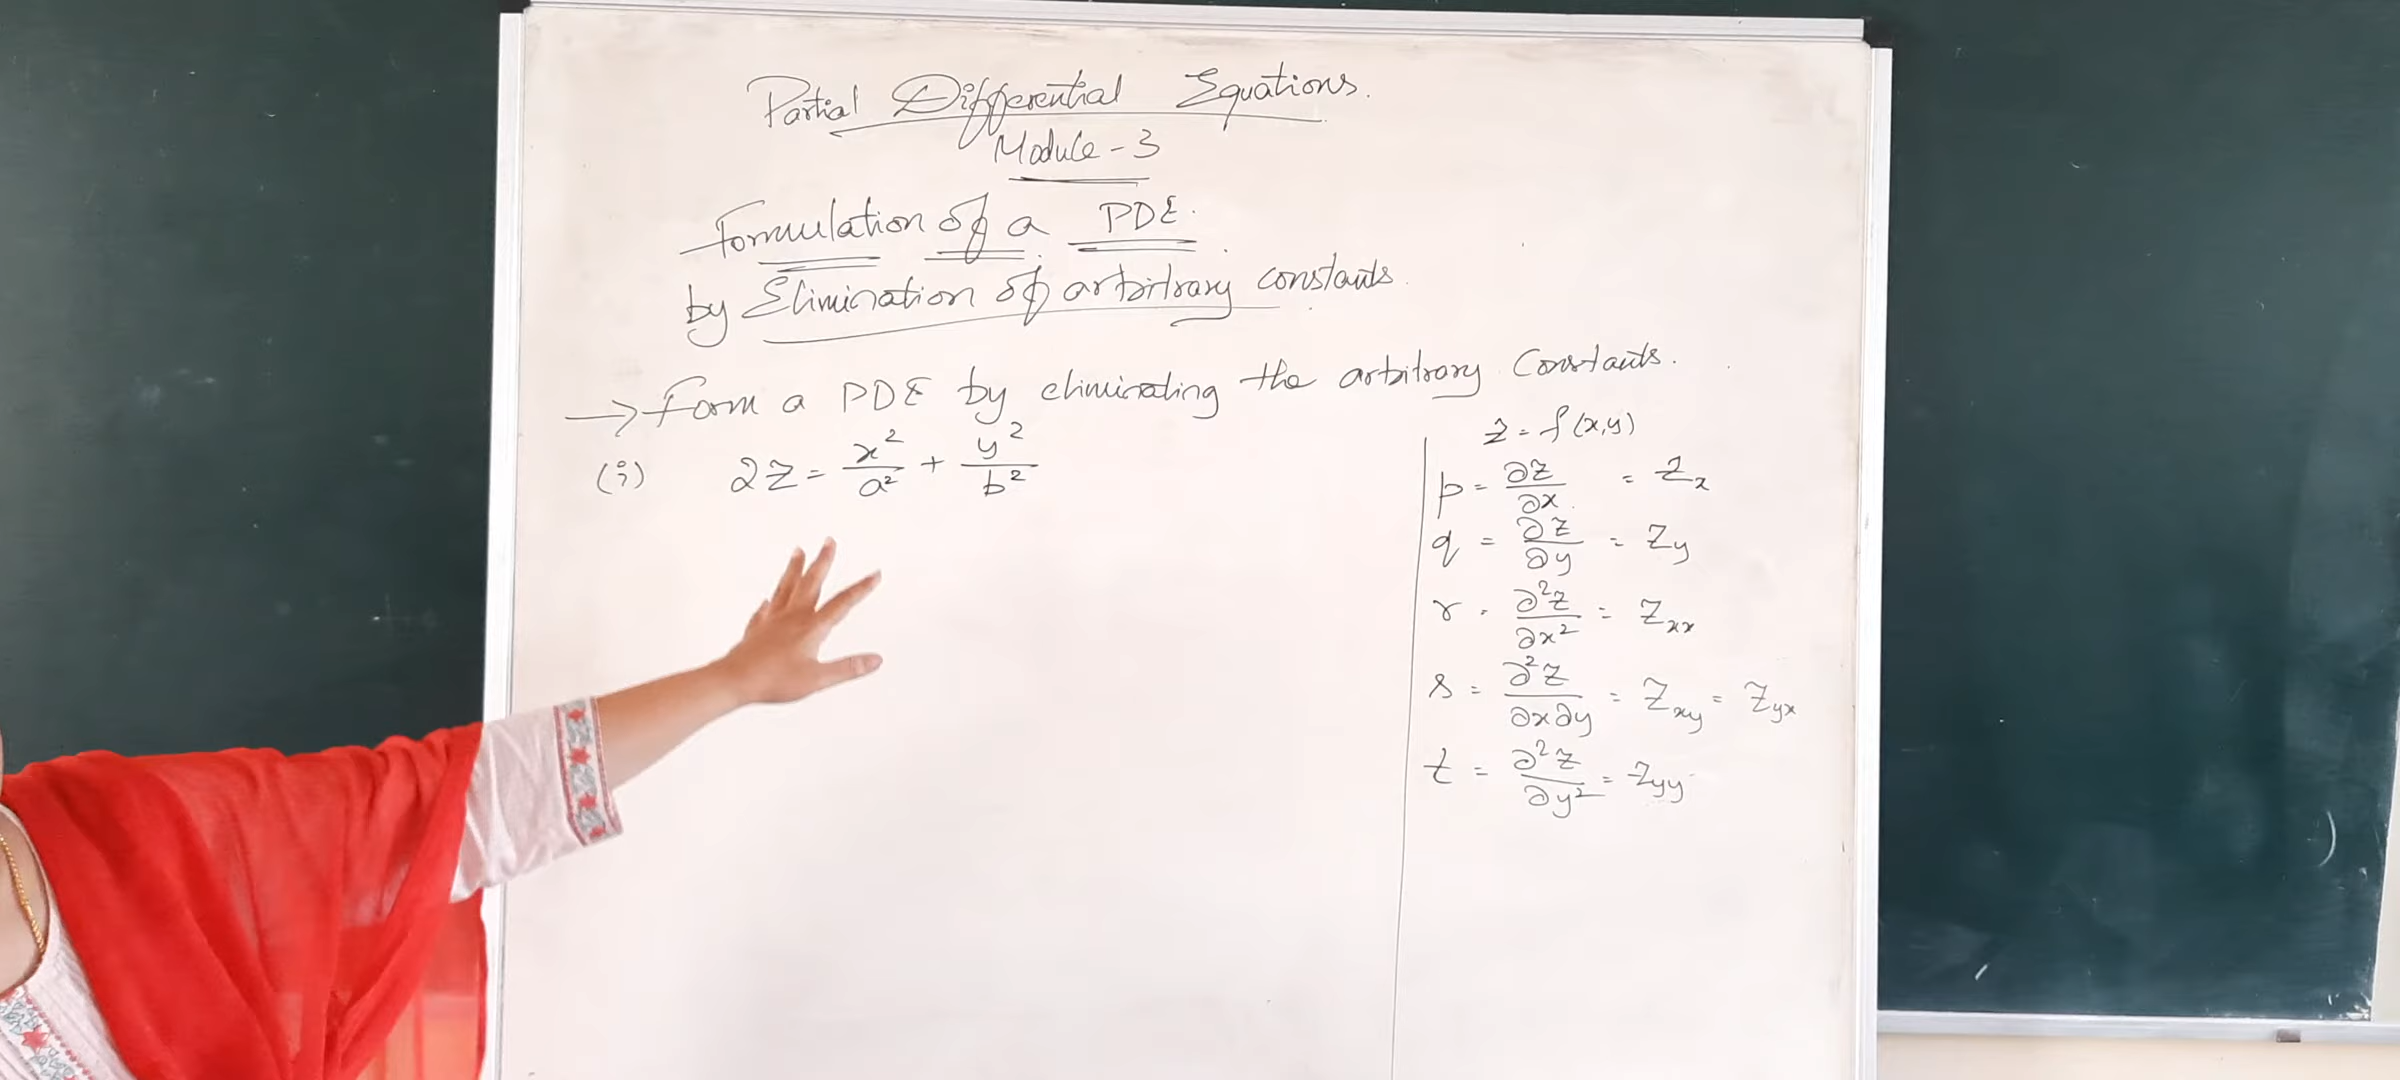 Partial Differential Equations.
Module - 3
Formulation of a PDE.
by Elimination of arbitrary constants.
→ Form a PDE by eliminating the arbitrary Constants.
(i) 2z = x²/a² + y²/b²
z = f(x,y)
p = ∂z/∂x = Zx
q = ∂z/∂y = Zy
r = ∂²z/∂x² = Zxx
s = ∂²z/∂x∂y = Zxy = Zyx
t = ∂²z/∂y² = Zyy